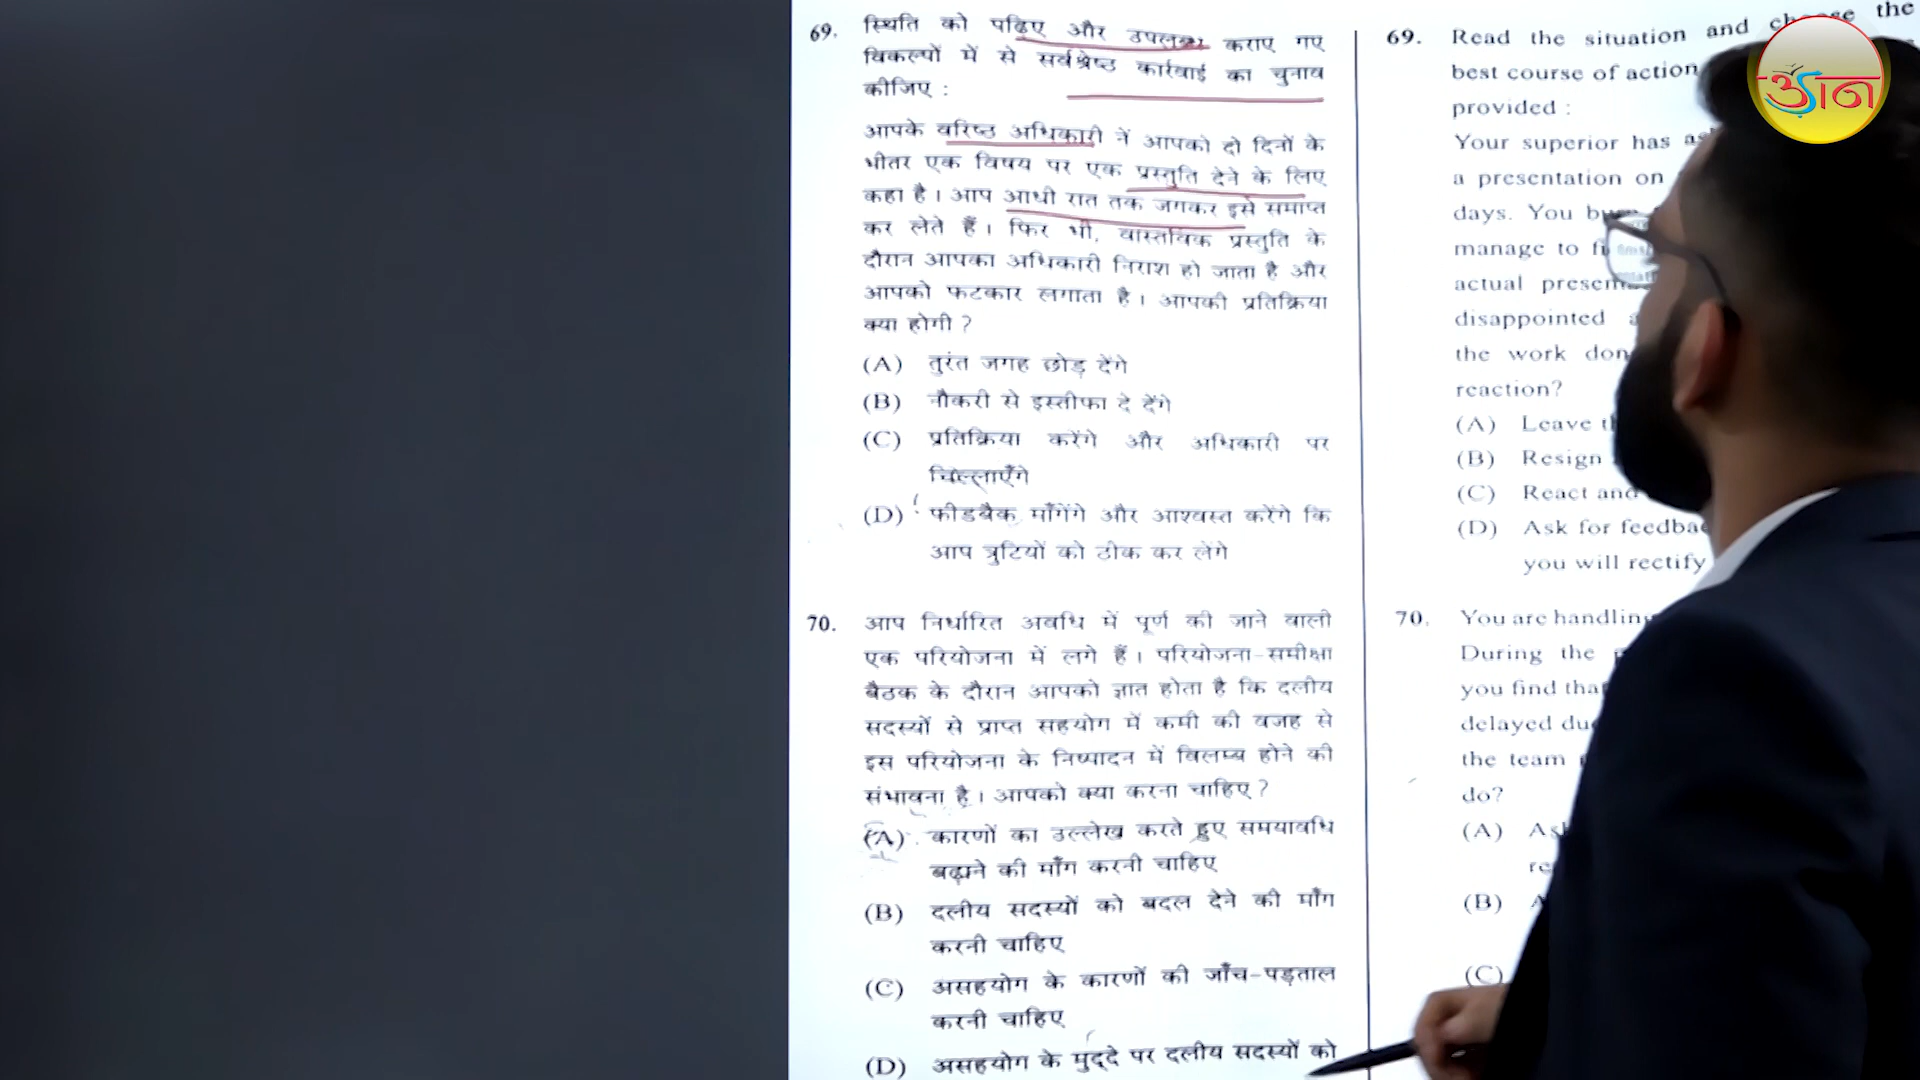 69. स्थिति को पढ़िए और उपलब्ध कराए गए
विकल्पों में से सर्वश्रेष्ठ कार्रवाई का चुनाव
कीजिए :
आपके वरिष्ठ अधिकारी नें आपको दो दिनों के
भीतर एक विषय पर एक प्रस्तुति देने के लिए
कहा है। आप आधी रात तक जगकर इसे समाप्त
कर लेते हैं। फिर भी, वास्तविक प्रस्तुति के
दौरान आपका अधिकारी निराश हो जाता है और
आपको फटकार लगाता है। आपकी प्रतिक्रिया
क्या होगी ?
(A) तुरंत जगह छोड़ देंगे
(B) नौकरी से इस्तीफा दे देंगे
(C) प्रतिक्रिया करेंगे और अधिकारी पर
चिल्लाएँगे
(D) फीडबैक माँगेंगे और आश्वस्त करेंगे कि
आप त्रुटियों को ठीक कर लेंगे
70. आप निर्धारित अवधि में पूर्ण की जाने वाली
एक परियोजना में लगे हैं। परियोजना-समीक्षा
बैठक के दौरान आपको ज्ञात होता है कि दलीय
सदस्यों से प्राप्त सहयोग में कमी की वजह से
इस परियोजना के निष्पादन में विलम्ब होने की
संभावना है। आपको क्या करना चाहिए ?
(A) कारणों का उल्लेख करते हुए समयावधि
बढ़ाने की माँग करनी चाहिए
(B) दलीय सदस्यों को बदल देने की माँग
करनी चाहिए
(C) असहयोग के कारणों की जाँच-पड़ताल
करनी चाहिए
(D) असहयोग के मुद्दे पर दलीय सदस्यों को
69. Read the situation and the
best course of action
provided :
Your superior has
a presentation on
days. You
manage to
actual
disappointed
the work
reaction?
(A) Leave
(B) Resign
(C) React and
(D) Ask for
you will rectify
70. You are
During the
you find
delayed
the team
do?
(A)
(B)
(C)
उड़ान